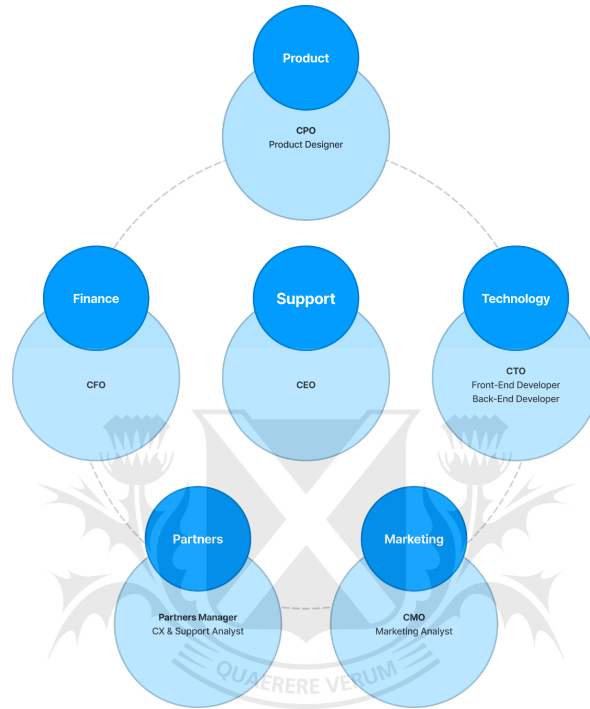 Product
CPO
Product Designer
Finance
CFO
Support
CEO
Technology
CTO
Front-End Developer
Back-End Developer
Partners
Partners Manager
CX & Support Analyst
Marketing
CMO
Marketing Analyst
QUAERERE VERUM